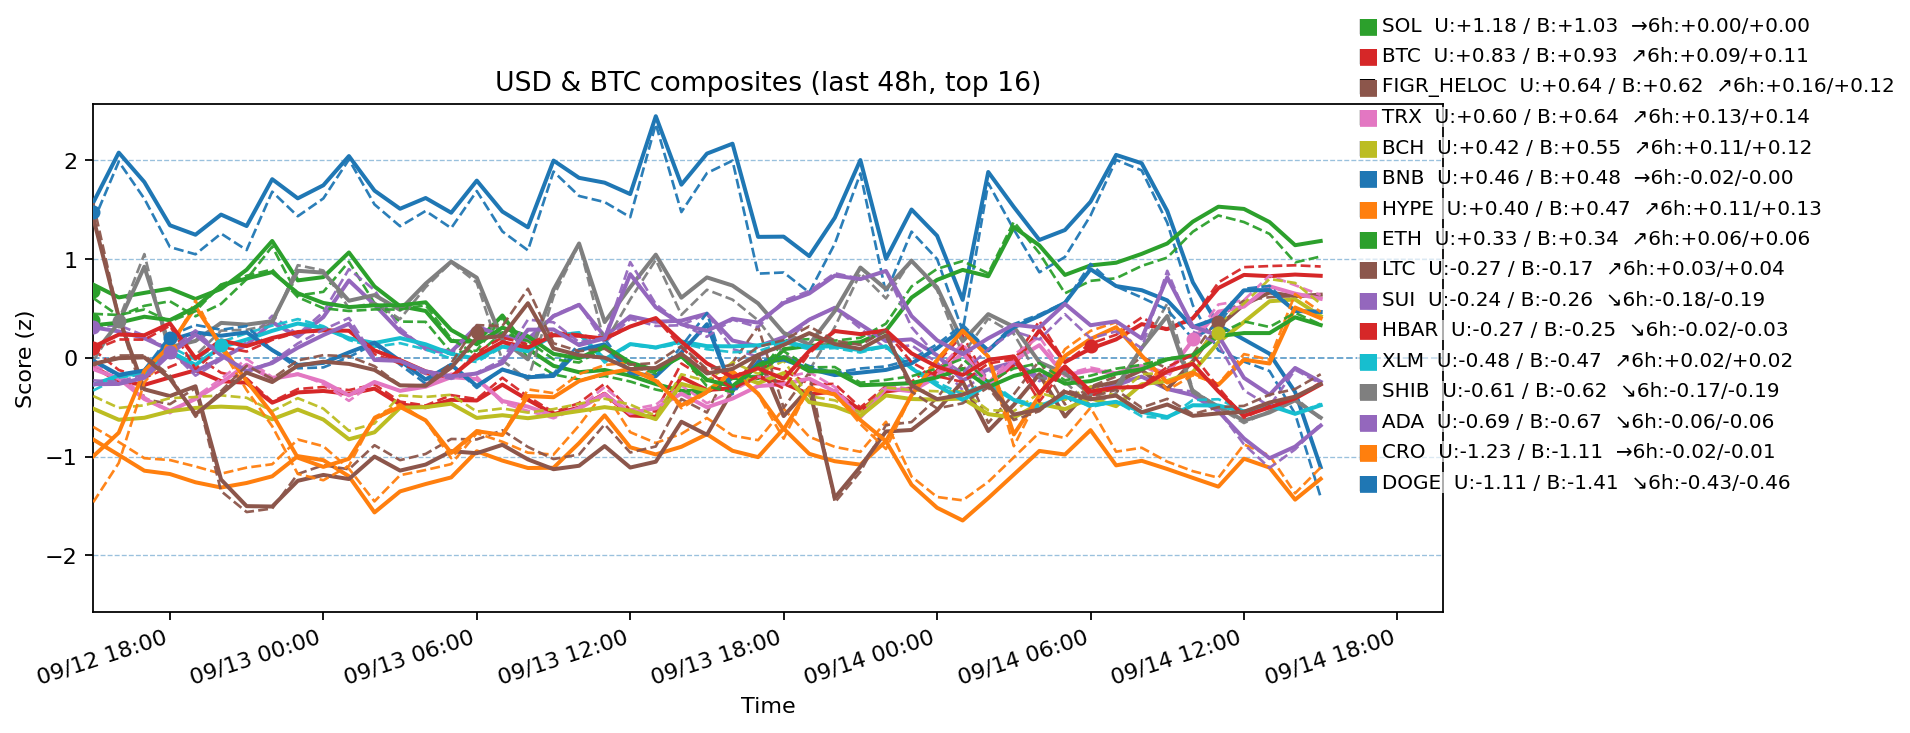 SOL U:+1.18 / B:+1.03 →6h:+0.00/+0.00
BTC U:+0.83 / B:+0.93 ↗6h:+0.09/+0.11
FIGR_HELOC U:+0.64 / B:+0.62 ↗6h:+0.16/+0.12
TRX U:+0.60 / B:+0.64 ↗6h:+0.13/+0.14
BCH U:+0.42 / B:+0.55 ↗6h:+0.11/+0.12
BNB U:+0.46 / B:+0.48 →6h:-0.02/-0.00
HYPE U:+0.40 / B:+0.47 ↗6h:+0.11/+0.13
ETH U:+0.33 / B:+0.34 ↗6h:+0.06/+0.06
LTC U:-0.27 / B:-0.17 ↗6h:+0.03/+0.04
SUI U:-0.24 / B:-0.26 ↘6h:-0.18/-0.19
HBAR U:-0.27 / B:-0.25 ↘6h:-0.02/-0.03
XLM U:-0.48 / B:-0.47 ↗6h:+0.02/+0.02
SHIB U:-0.61 / B:-0.62 ↘6h:-0.17/-0.19
ADA U:-0.69 / B:-0.67 ↘6h:-0.06/-0.06
CRO U:-1.23 / B:-1.11 →6h:-0.02/-0.01
DOGE U:-1.11 / B:-1.41 ↘6h:-0.43/-0.46
USD & BTC composites (last 48h, top 16)
Score (z)
2
1
0
−1
−2
09/12 18:00
09/13 00:00
09/13 06:00
09/13 12:00
09/13 18:00
09/14 00:00
09/14 06:00
09/14 12:00
09/14 18:00
Time